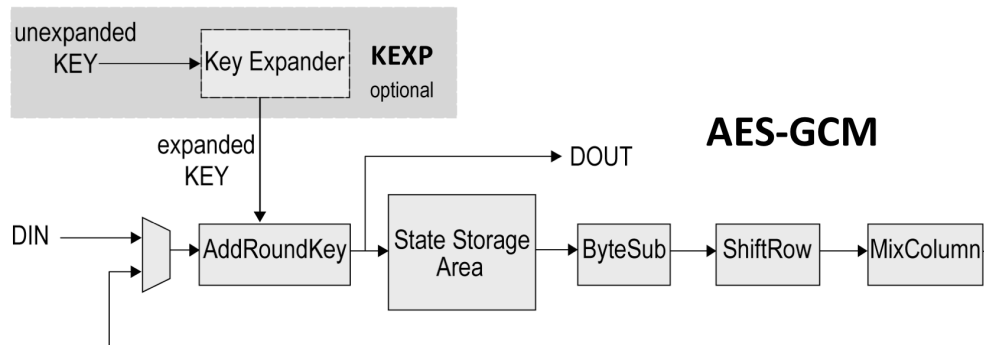 unexpanded
KEY
Key Expander
KEXP
optional
AES-GCM
expanded
KEY
DOUT
DIN
AddRoundKey
State Storage
Area
ByteSub
ShiftRow
MixColumn